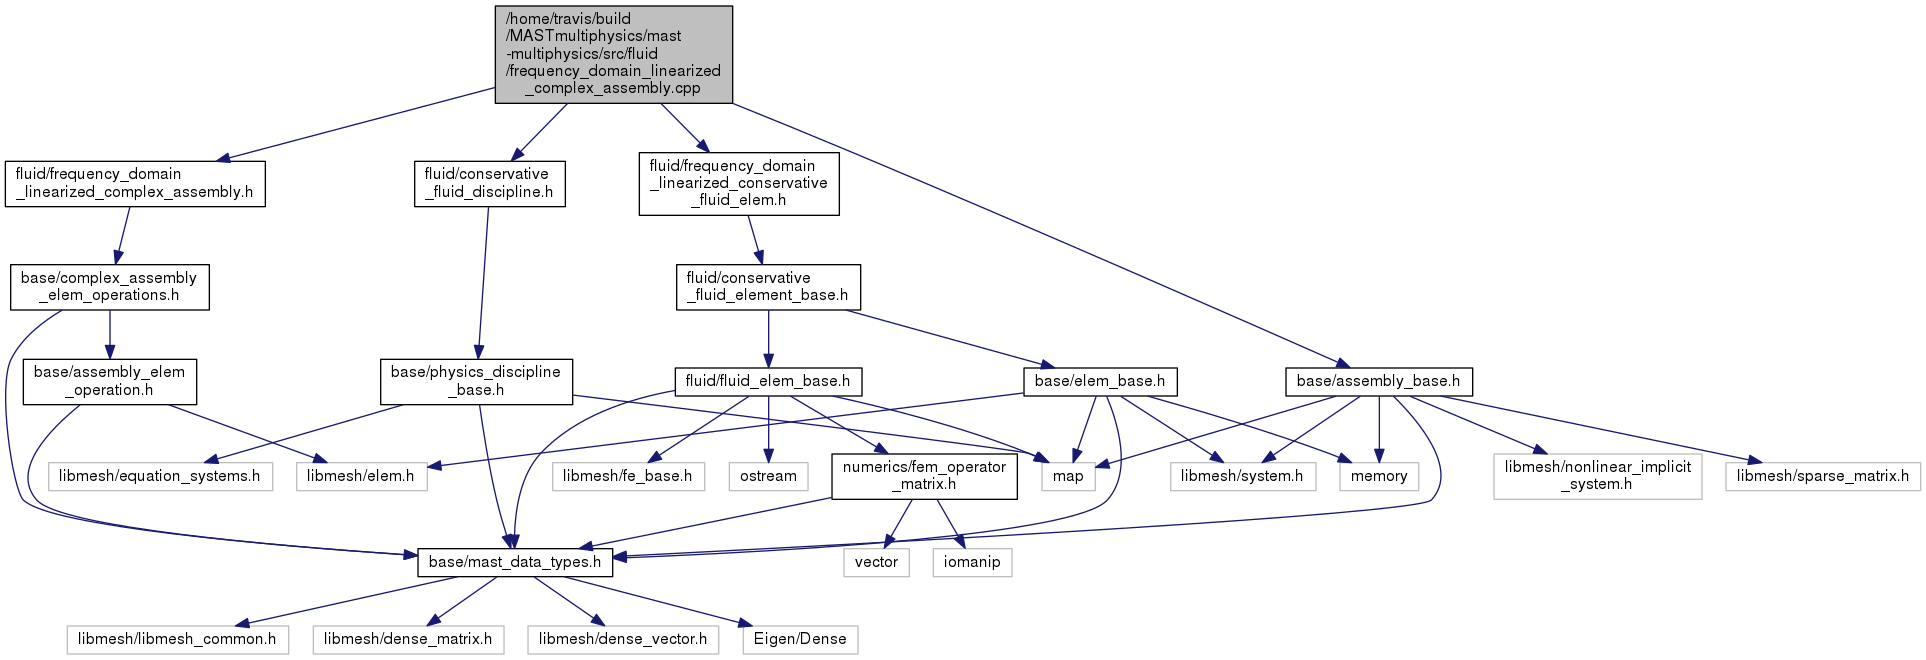 /home/travis/build
/MASTmultiphysics/mast
-multiphysics/src/fluid
/frequency_domain_linearized
_complex_assembly.cpp
fluid/frequency_domain
_linearized_complex_assembly.h
fluid/conservative
_fluid_discipline.h
fluid/frequency_domain
_linearized_conservative
_fluid_elem.h
base/complex_assembly
_elem_operations.h
fluid/conservative
_fluid_element_base.h
base/assembly_elem
_operation.h
base/physics_discipline
_base.h
fluid/fluid_elem_base.h
base/elem_base.h
base/assembly_base.h
libmesh/equation_systems.h
libmesh/elem.h
libmesh/fe_base.h
ostream
numerics/fem_operator
_matrix.h
map
libmesh/system.h
memory
libmesh/nonlinear_implicit
_system.h
libmesh/sparse_matrix.h
base/mast_data_types.h
vector
iomanip
libmesh/libmesh_common.h
libmesh/dense_matrix.h
libmesh/dense_vector.h
Eigen/Dense